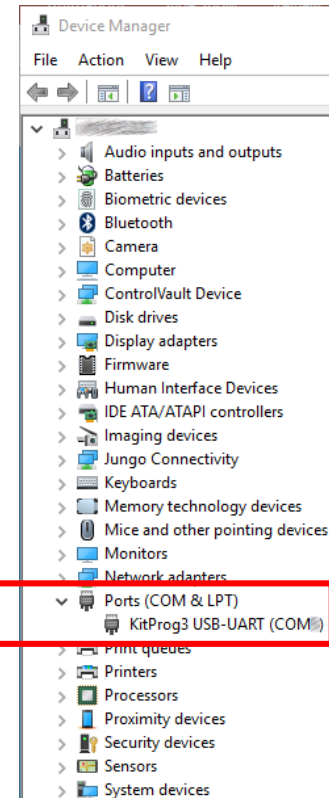 Device Manager
File Action View Help
Audio inputs and outputs
Batteries
Biometric devices
Bluetooth
Camera
Computer
ControlVault Device
Disk drives
Display adapters
Firmware
Human Interface Devices
IDE ATA/ATAPI controllers
Imaging devices
Jungo Connectivity
Keyboards
Memory technology devices
Mice and other pointing devices
Monitors
Network adapters
Ports (COM & LPT)
KitProg3 USB-UART (COM)
Print queues
Printers
Processors
Proximity devices
Security devices
Sensors
System devices